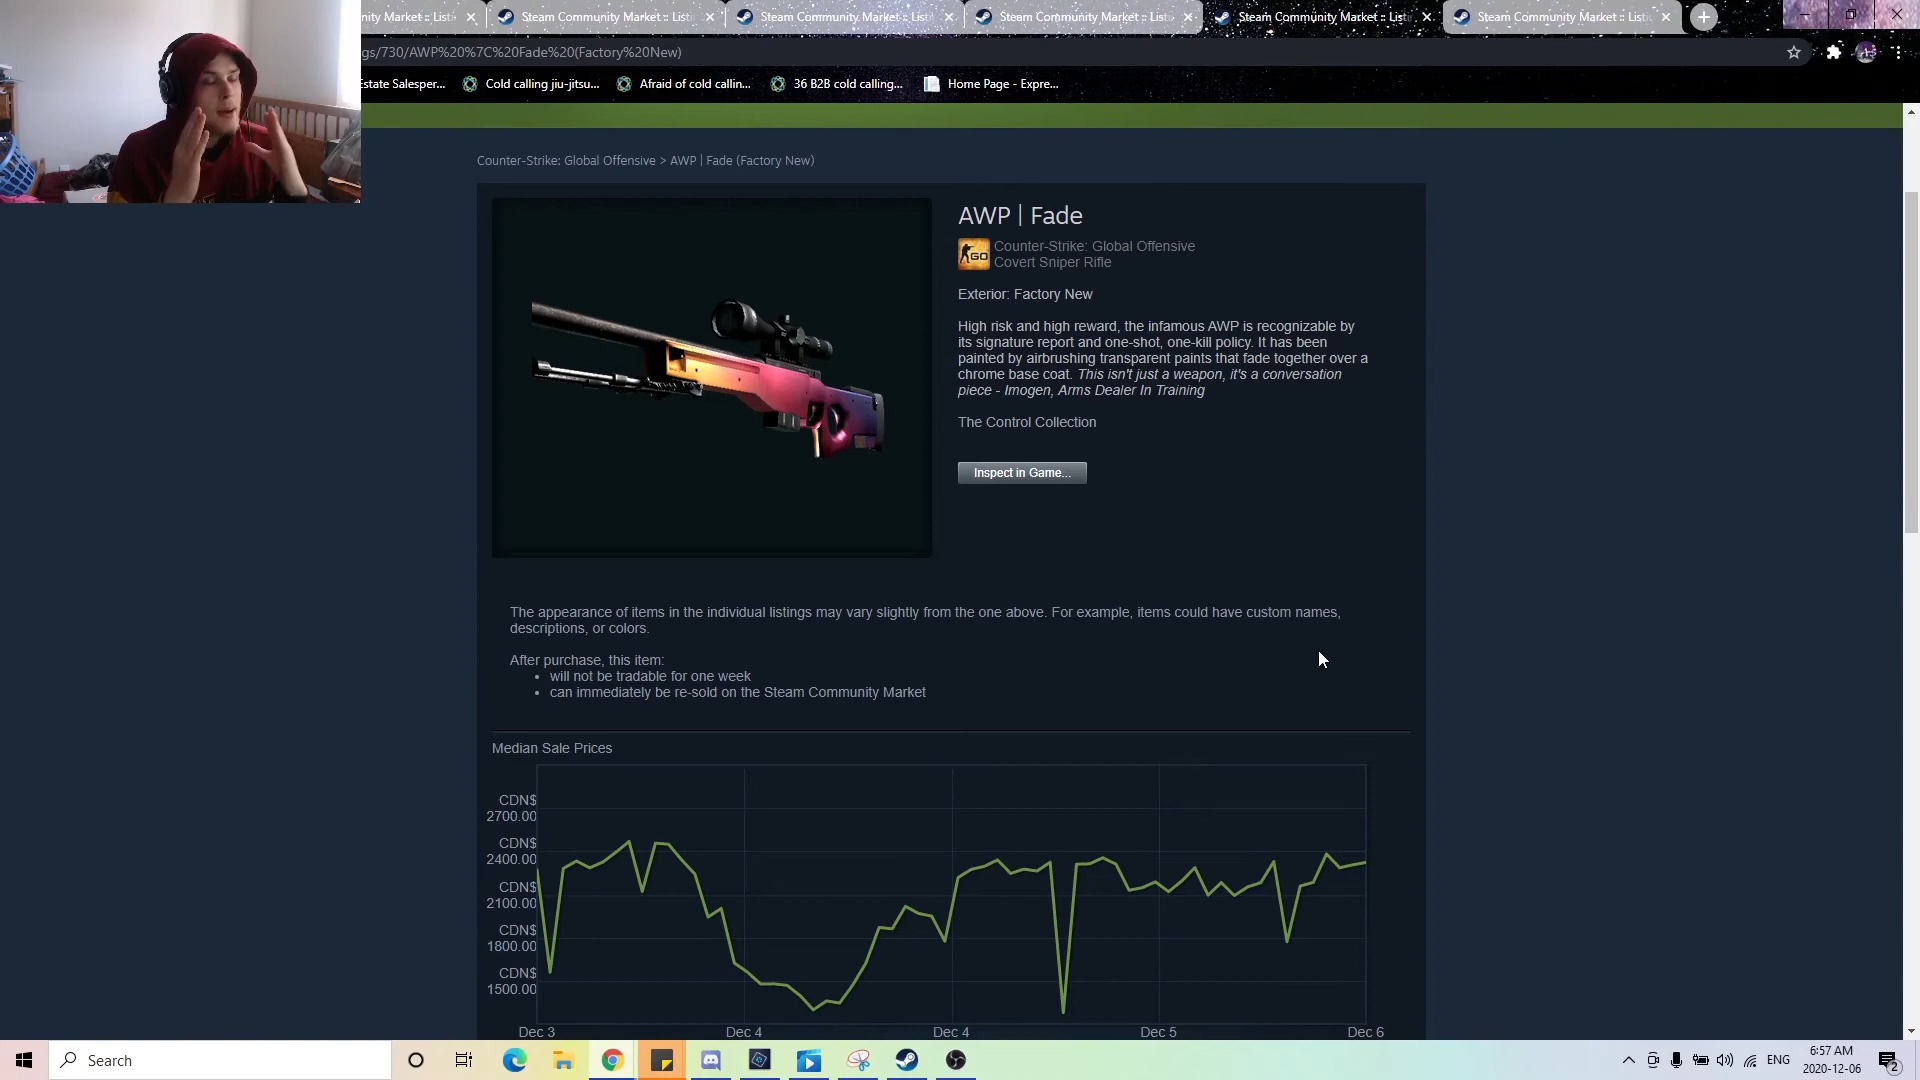 nity Market :: Listi
Steam Community Market :: Listi
Steam Community Market :: Listi
Steam Community Market :: Listi
Steam Community Market :: Listi
Steam Community Market :: Listi
gs/730/AWP%20%7C%20Fade%20(Factory%20New)
Estate Salesper...
Cold calling jiu-jitsu...
Afraid of cold callin...
36 B2B cold calling...
Home Page - Expre...
Counter-Strike: Global Offensive > AWP | Fade (Factory New)
AWP | Fade
GO
Counter-Strike: Global Offensive
Covert Sniper Rifle
Exterior: Factory New
High risk and high reward, the infamous AWP is recognizable by
its signature report and one-shot, one-kill policy. It has been
painted by airbrushing transparent paints that fade together over a
chrome base coat. This isn't just a weapon, it's a conversation
piece - Imogen, Arms Dealer In Training
The Control Collection
Inspect in Game...
The appearance of items in the individual listings may vary slightly from the one above. For example, items could have custom names,
descriptions, or colors.
After purchase, this item:
• will not be tradable for one week
• can immediately be re-sold on the Steam Community Market
Median Sale Prices
CDN$
2700.00
CDN$
2400.00
CDN$
2100.00
CDN$
1800.00
CDN$
1500.00
Dec 3
Dec 4
Dec 4
Dec 5
Dec 6
Search
ENG
6:57 AM
2020-12-06
2